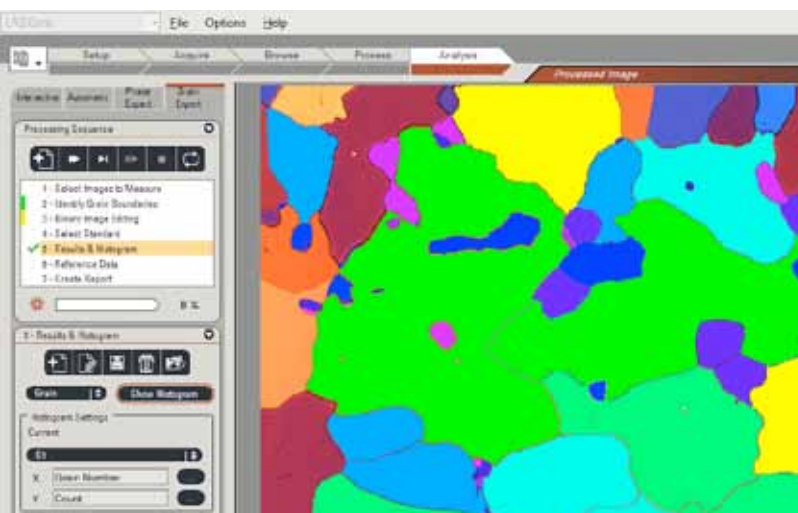 File Options Help
Setup Acquire Browse Process Analysis
Processed Image
Interactive Automatic Phase Expert Grain Expert
Processing Sequence
1 - Select Images to Measure
2 - Identify Grain Boundaries
3 - Binary Image Editing
4 - Select Standard
5 - Results & Histogram
6 - Reference Data
7 - Create Report
0 %
5 - Results & Histogram
Grain Show Histogram
Histogram Settings
Current
X Grain Number
Y Count